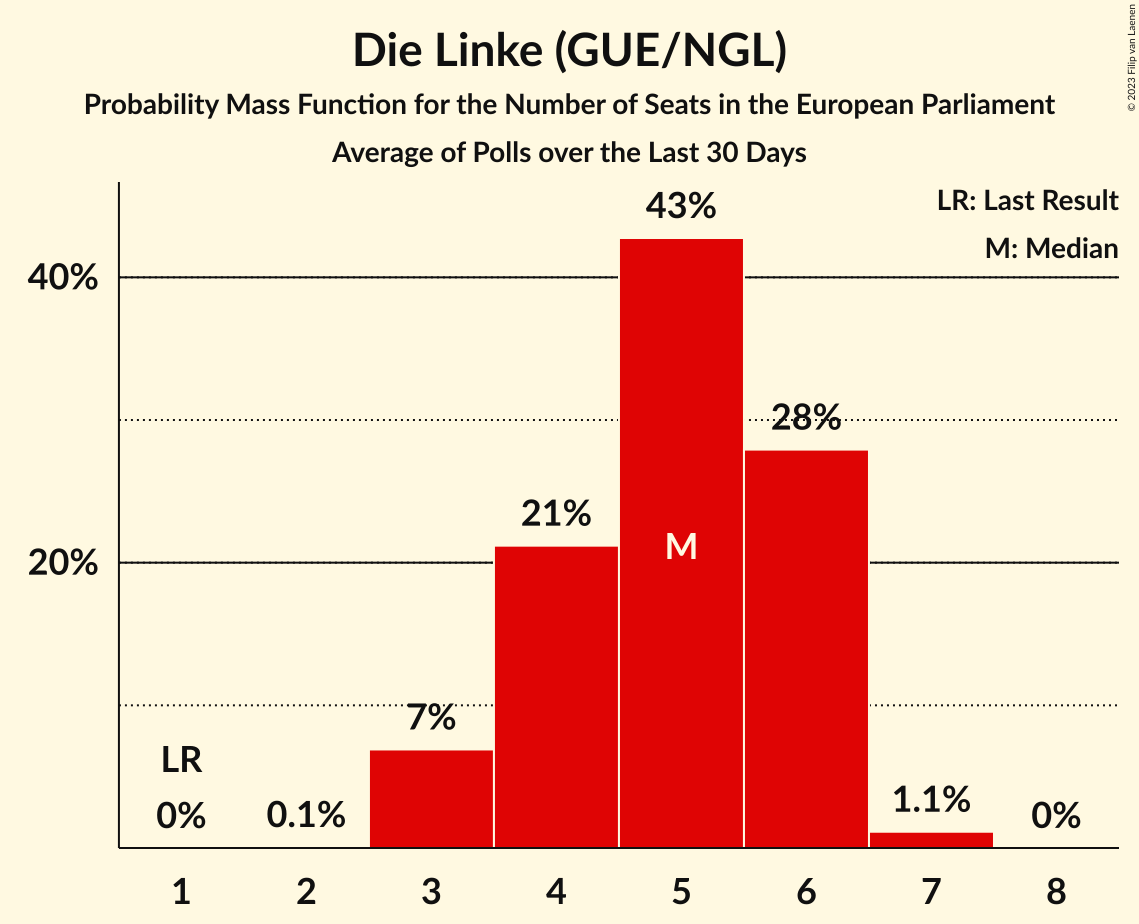 Die Linke (GUE/NGL)
Probability Mass Function for the Number of Seats in the European Parliament
Average of Polls over the Last 30 Days
© 2023 Filip van Laenen
LR: Last Result
M: Median
43%
40%
28%
21%
M
20%
7%
LR
0%
0.1%
1.1%
0%
1 2 3 4 5 6 7 8